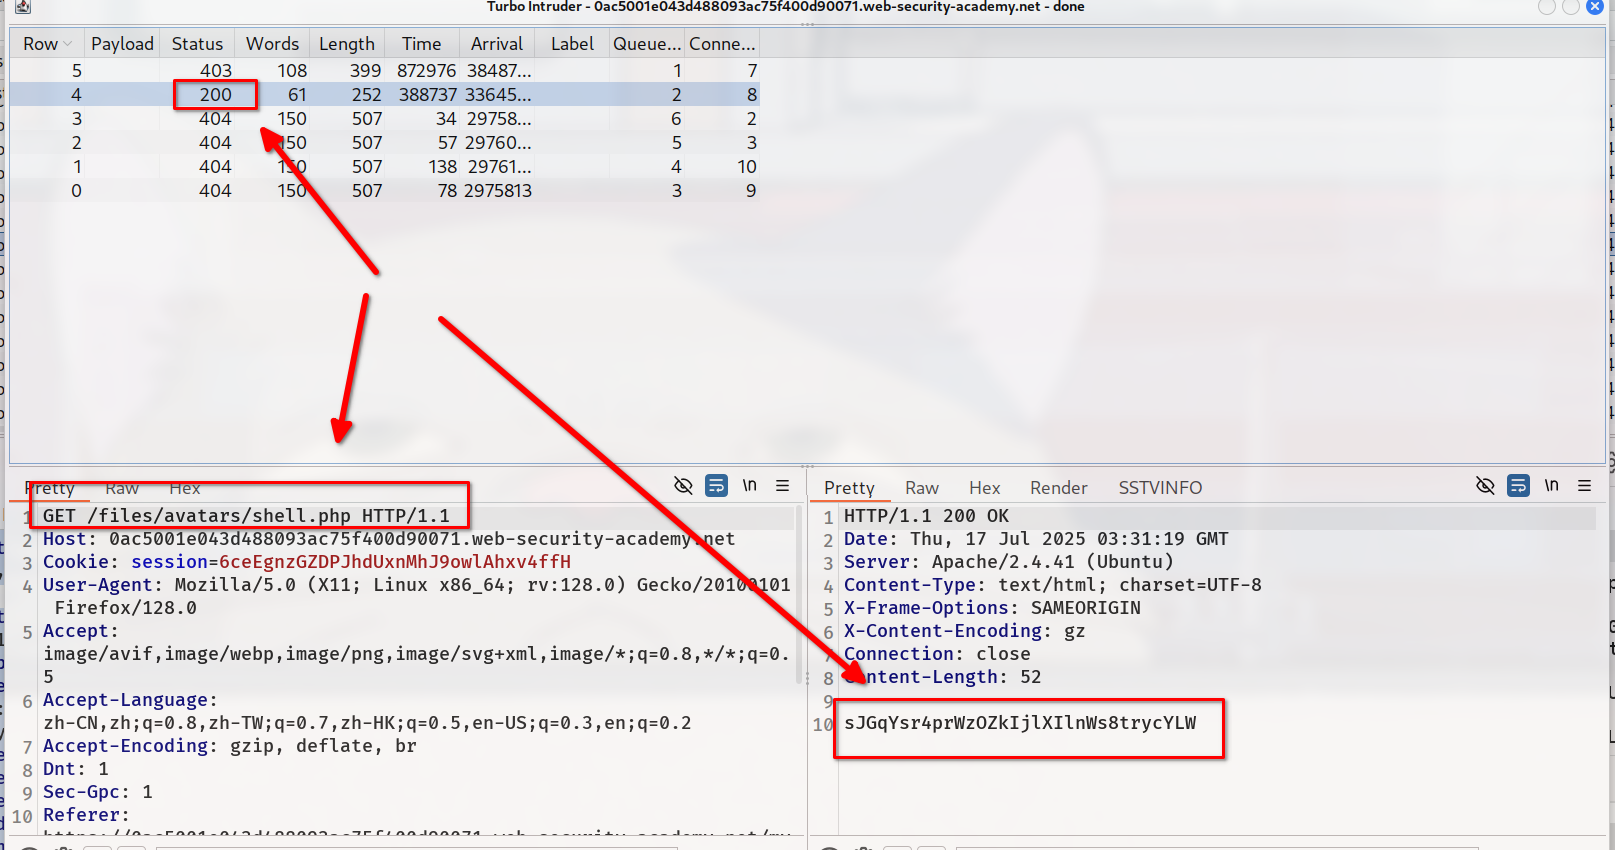 Turbo Intruder - 0ac5001e043d488093ac75f400d90071.web-security-academy.net - done
Row Payload Status Words Length Time Arrival Label Queue... Conne...
5 403 108 399 872976 38487... 1 7
4 200 61 252 388737 33645... 2 8
3 404 150 507 34 29758... 6 2
2 404 150 507 57 29760... 5 3
1 404 150 507 138 29761... 4 10
0 404 150 507 78 2975813 3 9
Pretty Raw Hex \n
1 GET /files/avatars/shell.php HTTP/1.1
2 Host: 0ac5001e043d488093ac75f400d90071.web-security-academy.net
3 Cookie: session=6ceEgnzGZDPJhdUxnMhJ9owlAhxv4ffH
4 User-Agent: Mozilla/5.0 (X11; Linux x86_64; rv:128.0) Gecko/20100101
Firefox/128.0
5 Accept:
image/avif,image/webp,image/png,image/svg+xml,image/*;q=0.8,*/*;q=0.
5
6 Accept-Language:
zh-CN,zh;q=0.8,zh-TW;q=0.7,zh-HK;q=0.5,en-US;q=0.3,en;q=0.2
7 Accept-Encoding: gzip, deflate, br
8 Dnt: 1
9 Sec-Gpc: 1
10 Referer:
https://0ac5001e043d488093ac75f400d90071.web-security-academy.net/my
Pretty Raw Hex Render SSTVINFO \n
1 HTTP/1.1 200 OK
2 Date: Thu, 17 Jul 2025 03:31:19 GMT
3 Server: Apache/2.4.41 (Ubuntu)
4 Content-Type: text/html; charset=UTF-8
5 X-Frame-Options: SAMEORIGIN
6 X-Content-Encoding: gz
7 Connection: close
8 Content-Length: 52
9
10 sJGqYsr4prWzOZkIjlXIlnWs8trycYLW